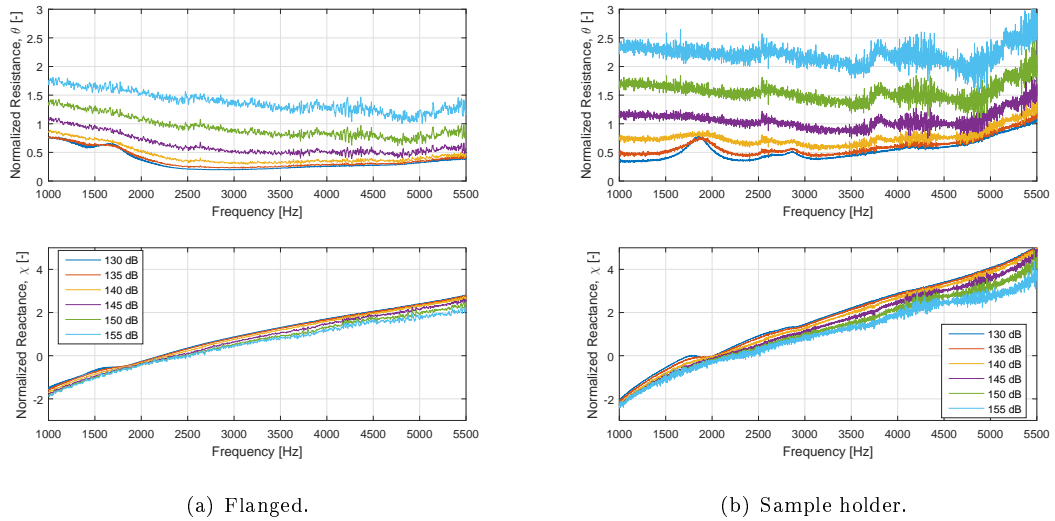 Normalized Resistance, θ [-]
3
2.5
2
1.5
1
0.5
0
1000 1500 2000 2500 3000 3500 4000 4500 5000 5500
Frequency [Hz]
Normalized Reactance, χ [-]
4
2
0
-2
130 dB
135 dB
140 dB
145 dB
150 dB
155 dB
1000 1500 2000 2500 3000 3500 4000 4500 5000 5500
Frequency [Hz]
(a) Flanged.
Normalized Resistance, θ [-]
3
2.5
2
1.5
1
0.5
0
1000 1500 2000 2500 3000 3500 4000 4500 5000 5500
Frequency [Hz]
Normalized Reactance, χ [-]
4
2
0
-2
130 dB
135 dB
140 dB
145 dB
150 dB
155 dB
1000 1500 2000 2500 3000 3500 4000 4500 5000 5500
Frequency [Hz]
(b) Sample holder.